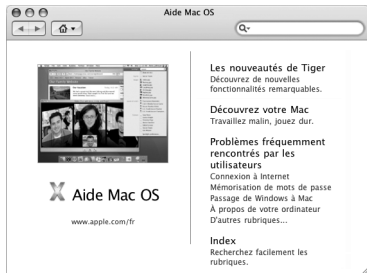 Aide Mac OS
Les nouveautés de Tiger
Découvrez de nouvelles
fonctionnalités remarquables.
Découvrez votre Mac
Travaillez malin, jouez dur.
Problèmes fréquemment
rencontrés par les
utilisateurs
Connexion à Internet
Mémorisation de mots de passe
Passage de Windows à Mac
À propos de votre ordinateur
D'autres rubriques...
Index
Recherchez facilement les
rubriques.
Aide Mac OS
www.apple.com/fr